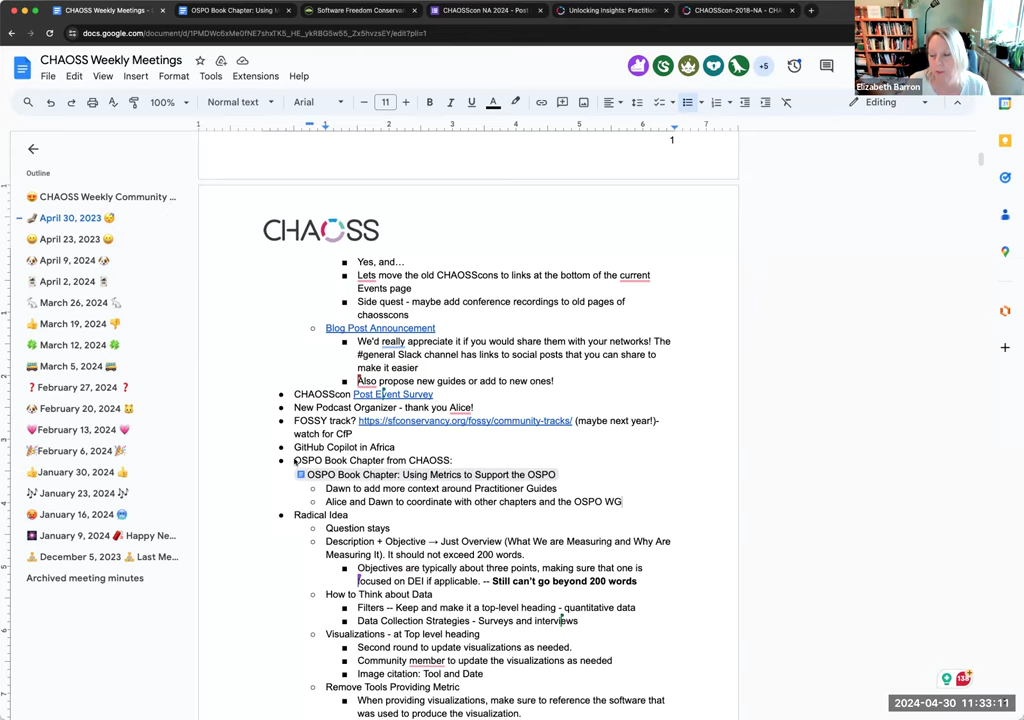 CHAOSS Weekly Meetings -
OSPO Book Chapter: Using M
Software Freedom Conservan
CHAOSScon NA 2024 - Post
Unlocking Insights: Practition
CHAOSScon-2018-NA - CHA
docs.google.com/document/d/1PMDWc6xMe0fNE7shxTK5_HE_ykRBG5w55_Zx5hvzsEY/edit?pli=1
Elizabeth Barron
CHAOSS Weekly Meetings
File Edit View Insert Format Tools Extensions Help
+5
100% Normal text Arial 11 Editing
1 1 2 3 4 5 6 7
1
Outline
😍 CHAOSS Weekly Community ...
April 30, 2023
April 23, 2023
April 9, 2024
April 2, 2024
March 26, 2024
👍 March 19, 2024 👎
🍀 March 12, 2024 🍀
March 5, 2024
❓February 27, 2024 ❓
🐶 February 20, 2024
💗February 13, 2024 💗
🎉February 6, 2024 🎉
👍January 30, 2024 👍
🎶 January 23, 2024 🎶
🥵 January 16, 2024 🥶
January 9, 2024 🧨 Happy Ne...
December 5, 2023 Last Me...
Archived meeting minutes
CHAOSS
■ Yes, and…
■ Lets move the old CHAOSScons to links at the bottom of the current
Events page
■ Side quest - maybe add conference recordings to old pages of
chaosscons
○ Blog Post Announcement
■ We'd really appreciate it if you would share them with your networks! The
#general Slack channel has links to social posts that you can share to
make it easier
■ Also propose new guides or add to new ones!
● CHAOSScon Post Event Survey
● New Podcast Organizer - thank you Alice!
● FOSSY track? https://sfconservancy.org/fossy/community-tracks/ (maybe next year!)-
watch for CfP
● GitHub Copilot in Africa
● OSPO Book Chapter from CHAOSS:
OSPO Book Chapter: Using Metrics to Support the OSPO
○ Dawn to add more context around Practitioner Guides
○ Alice and Dawn to coordinate with other chapters and the OSPO WG
● Radical Idea
○ Question stays
○ Description + Objective → Just Overview (What We are Measuring and Why Are
Measuring It). It should not exceed 200 words.
■ Objectives are typically about three points, making sure that one is
focused on DEI if applicable. -- Still can't go beyond 200 words
○ How to Think about Data
■ Filters -- Keep and make it a top-level heading - quantitative data
■ Data Collection Strategies - Surveys and interviews
○ Visualizations - at Top level heading
■ Second round to update visualizations as needed.
■ Community member to update the visualizations as needed
■ Image citation: Tool and Date
○ Remove Tools Providing Metric
■ When providing visualizations, make sure to reference the software that
was used to produce the visualization.
138
2024-04-30 11:33:11